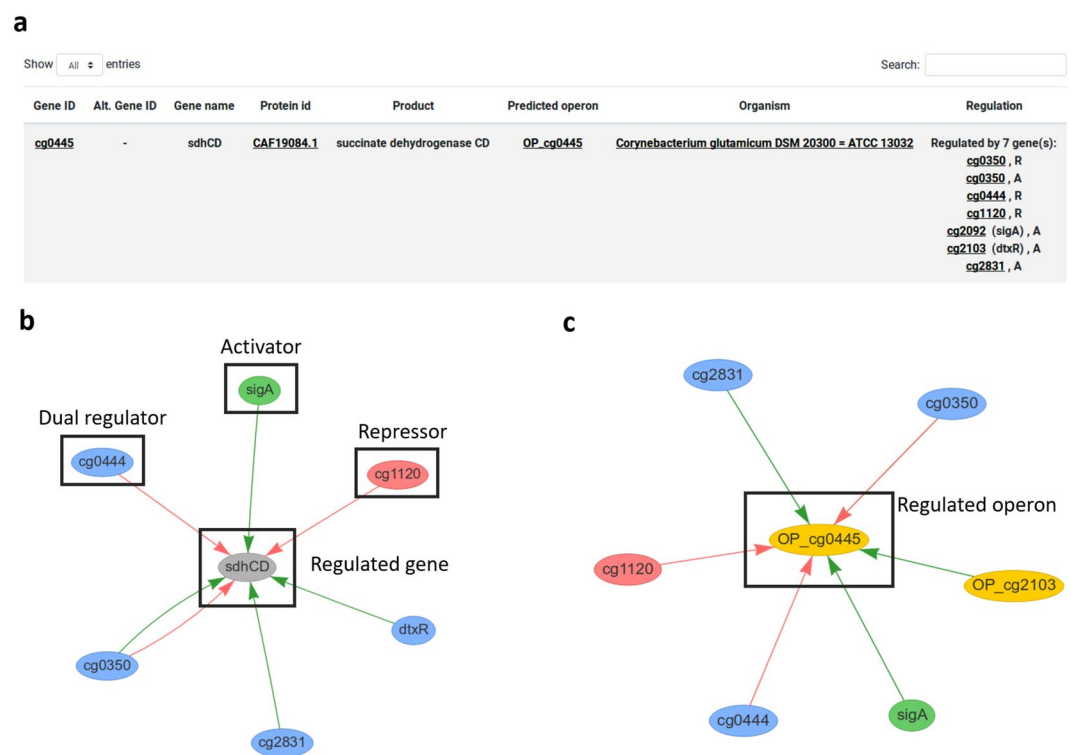 a
Show All entries
Search:
Gene ID Alt. Gene ID Gene name Protein id Product Predicted operon Organism Regulation
cg0445 - sdhCD CAF19084.1 succinate dehydrogenase CD OP_cg0445 Corynebacterium glutamicum DSM 20300 = ATCC 13032 Regulated by 7 gene(s):
cg0350 , R
cg0350 , A
cg0444 , R
cg1120 , R
cg2092 (sigA) , A
cg2103 (dtxR) , A
cg2831 , A
b
Activator
sigA
Dual regulator
cg0444
Repressor
cg1120
sdhCD
Regulated gene
cg0350
dtxR
cg2831
c
cg2831
cg0350
Regulated operon
OP_cg0445
cg1120
OP_cg2103
cg0444
sigA